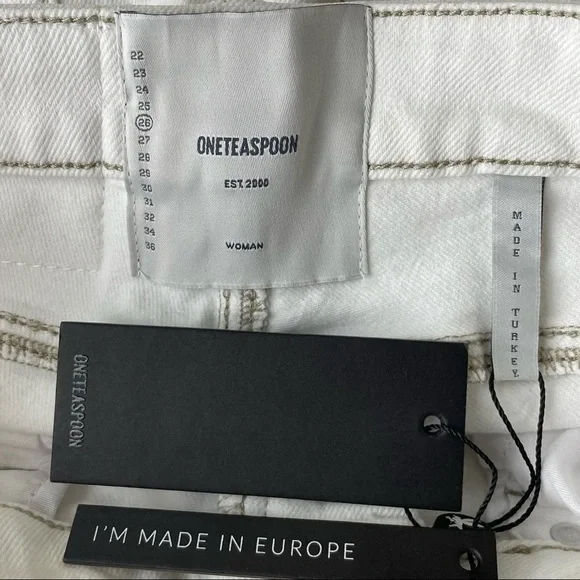 22
23
24
25
26
27
28
29
30
31
32
34
36
ONETEASPOON
EST. 2000
WOMAN
MADE IN TURKEY
ONETEASPOON
I'M MADE IN EUROPE